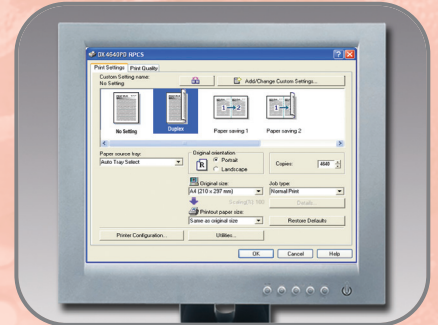 DX 4640PD RPCS
Print Settings Print Quality
Custom Setting name:
No Setting
Add/Change Custom Settings...
No Setting Duplex Paper saving 1 Paper saving 2
Paper source tray:
Auto Tray Select
Original orientation
R
Portrait
Landscape
Copies: 4640
Original size:
A4 (210 x 297 mm)
Job type:
Normal Print
Details...
Printout paper size:
Same as original size
Restore Defaults
Printer Configuration... Utilities...
OK Cancel Help